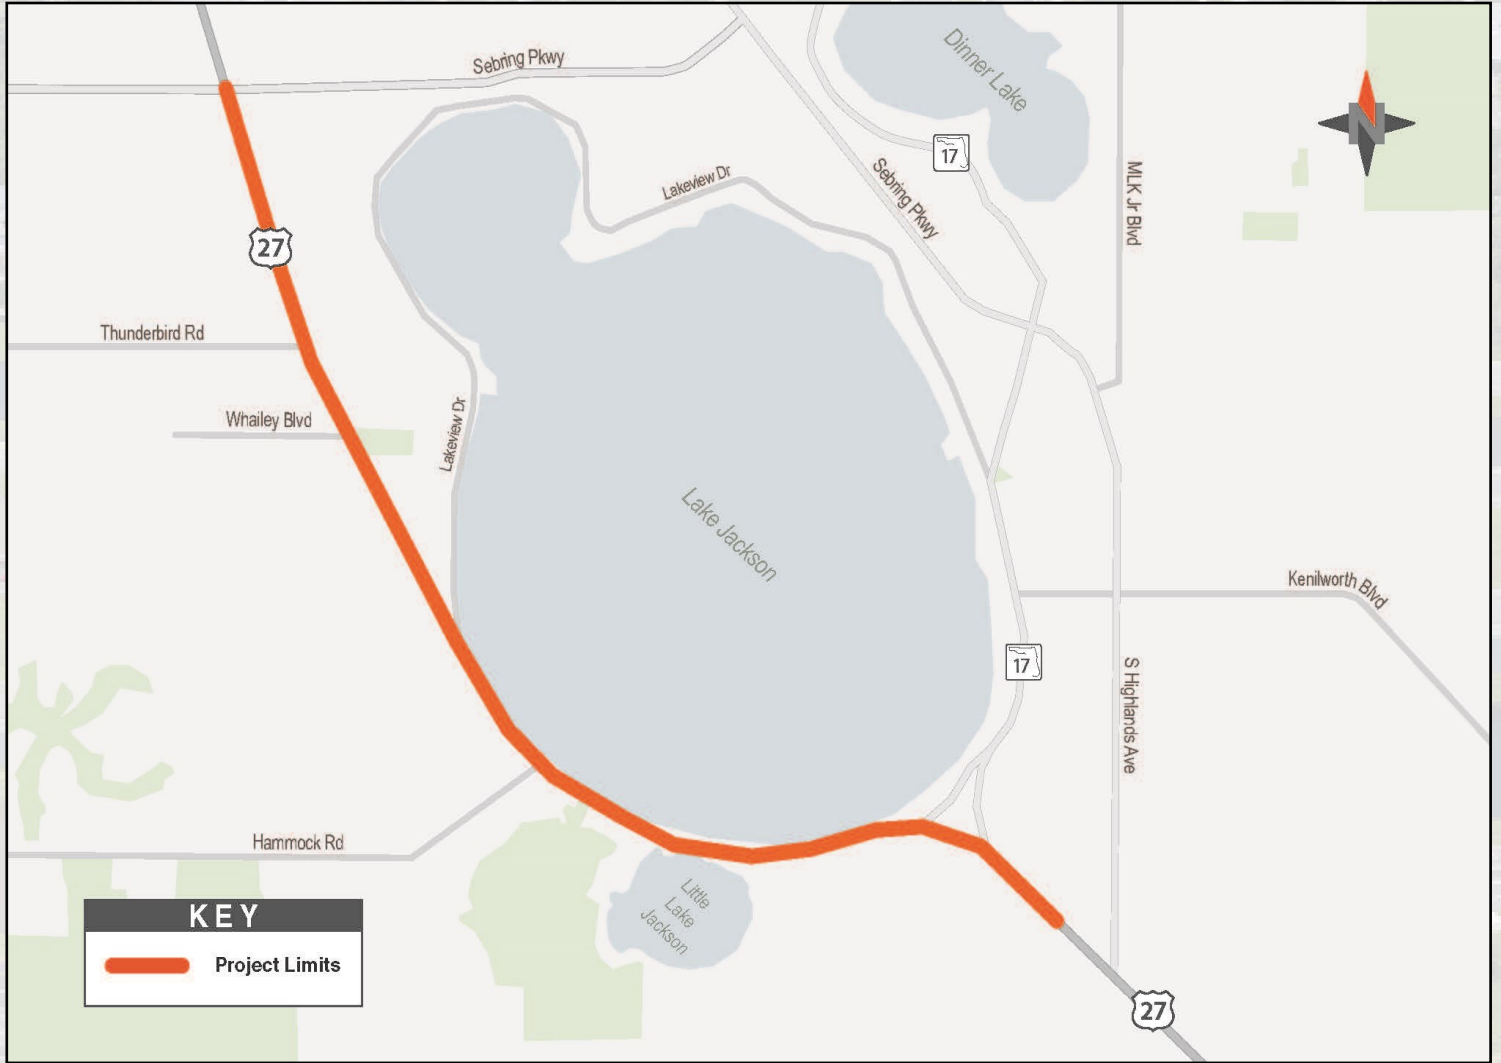 Sebring Pkwy
Dinner Lake
17
N
Lakeview Dr
Sebring Pkwy
MLK Jr Blvd
27
Thunderbird Rd
Whailey Blvd
Lakeview Dr
Lake Jackson
Kenilworth Blvd
17
S Highlands Ave
Hammock Rd
Little
Lake
Jackson
KEY
Project Limits
27